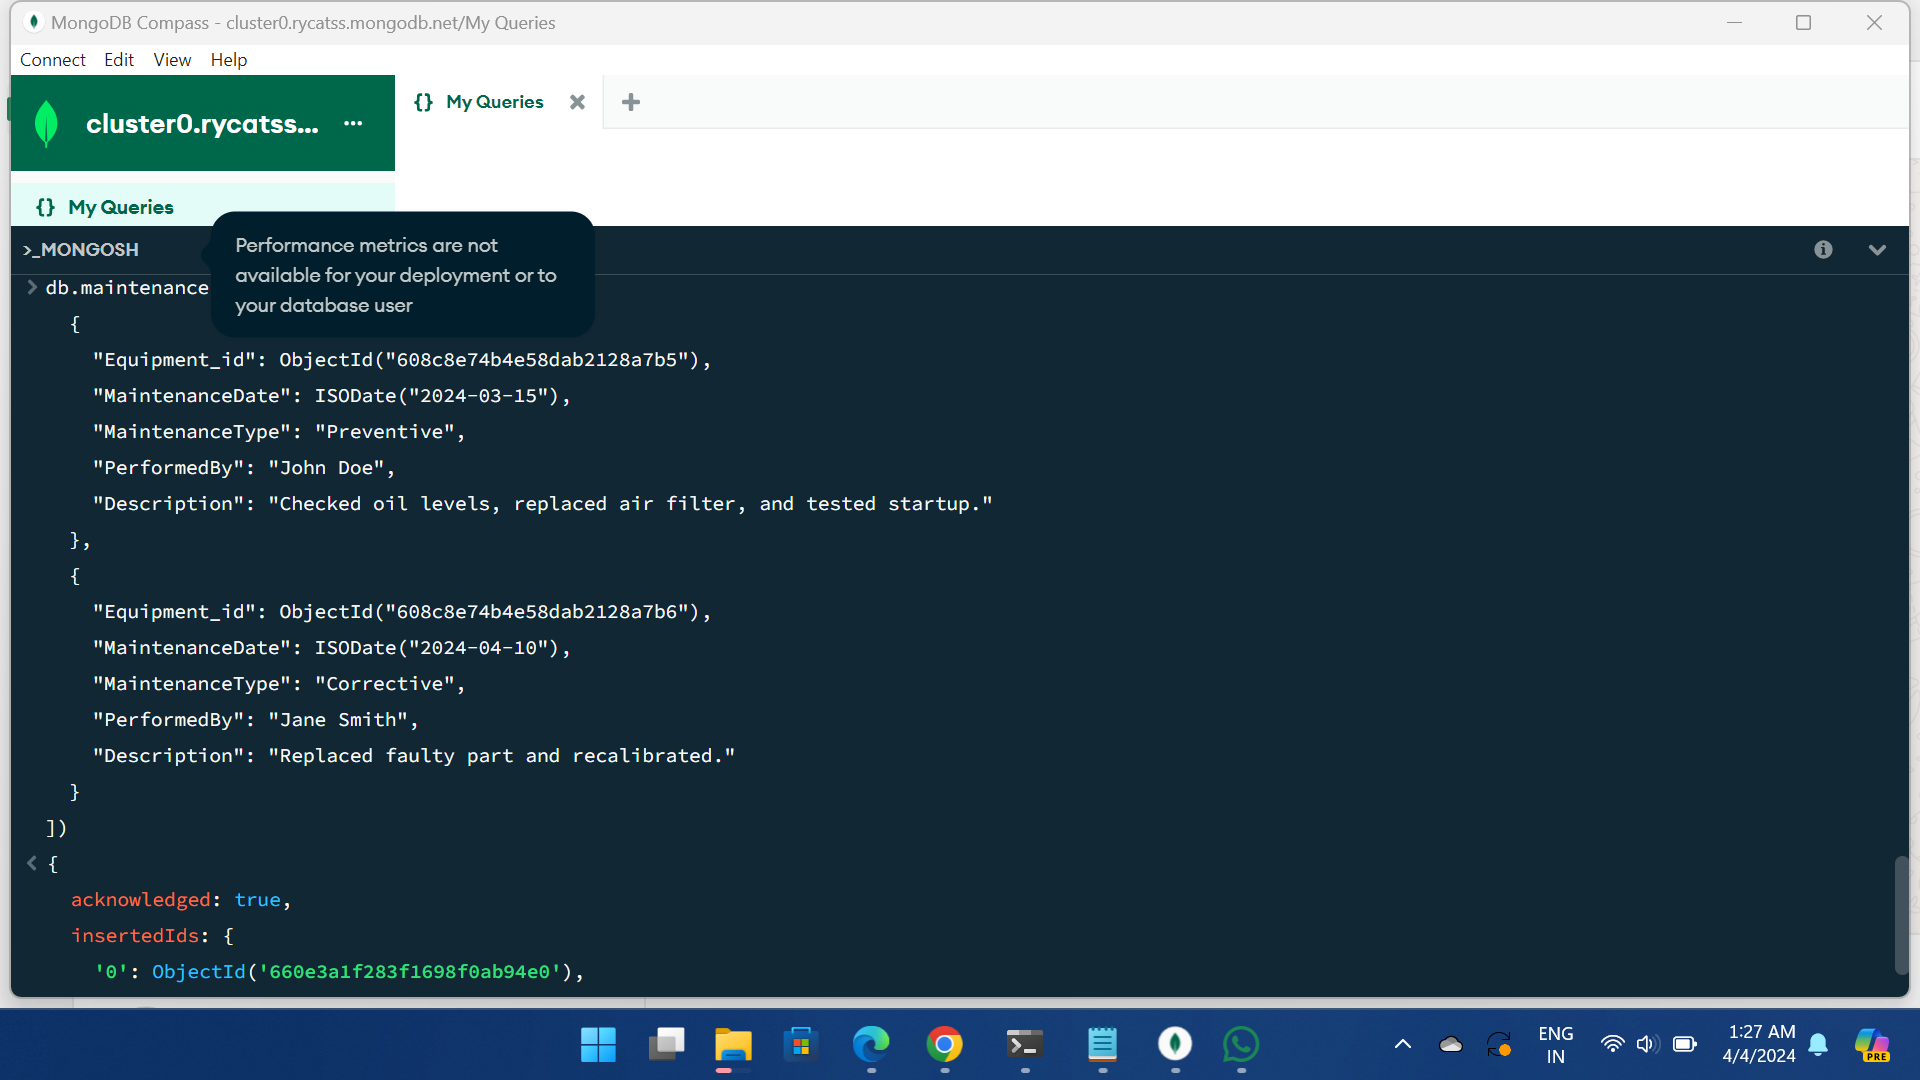 MongoDB Compass - cluster0.rycatss.mongodb.net/My Queries
Connect Edit View Help
cluster0.rycatss... ...
{} My Queries
{} My Queries
>_MONGOSH
Performance metrics are not
available for your deployment or to
your database user
> db.maintenance
{
"Equipment_id": ObjectId("608c8e74b4e58dab2128a7b5"),
"MaintenanceDate": ISODate("2024-03-15"),
"MaintenanceType": "Preventive",
"PerformedBy": "John Doe",
"Description": "Checked oil levels, replaced air filter, and tested startup."
},
{
"Equipment_id": ObjectId("608c8e74b4e58dab2128a7b6"),
"MaintenanceDate": ISODate("2024-04-10"),
"MaintenanceType": "Corrective",
"PerformedBy": "Jane Smith",
"Description": "Replaced faulty part and recalibrated."
}
])
< {
acknowledged: true,
insertedIds: {
'0': ObjectId('660e3a1f283f1698f0ab94e0'),
ENG
IN
1:27 AM
4/4/2024
PRE